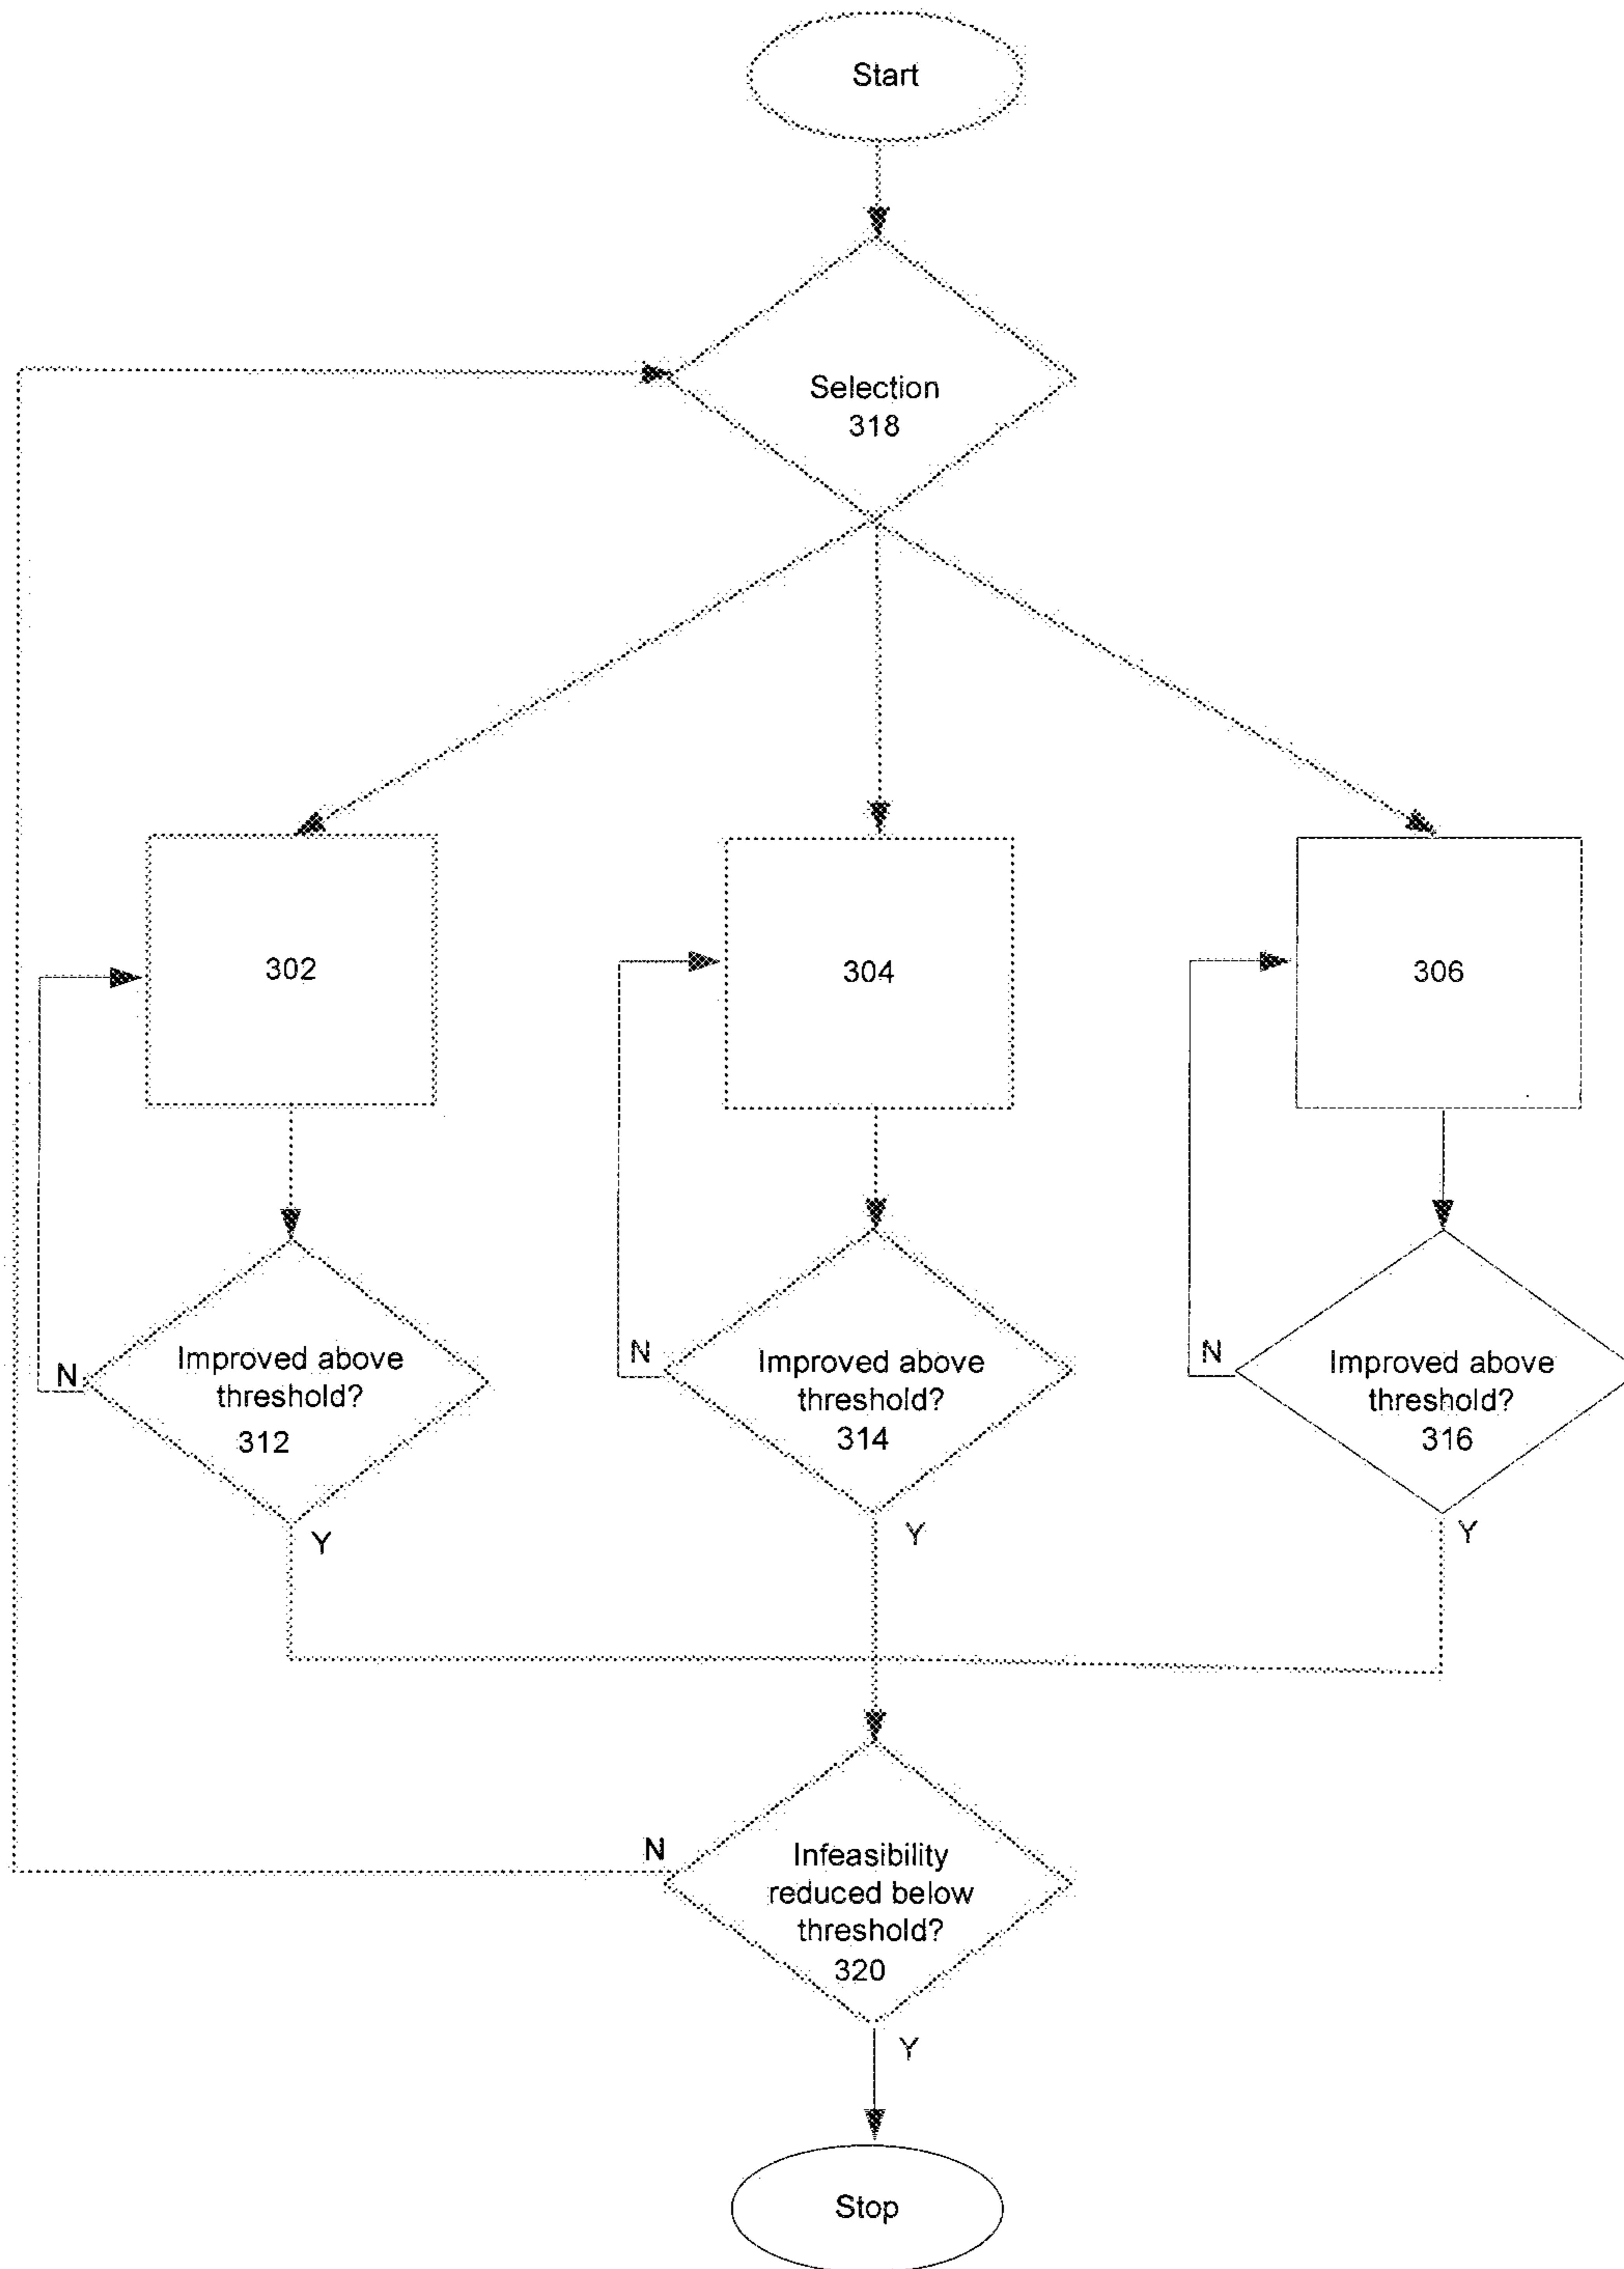 Start
Selection
318
302
304
306
N
Improved above
threshold?
312
Y
N
Improved above
threshold?
314
Y
N
Improved above
threshold?
316
Y
N
Infeasibility
reduced below
threshold?
320
Y
Stop